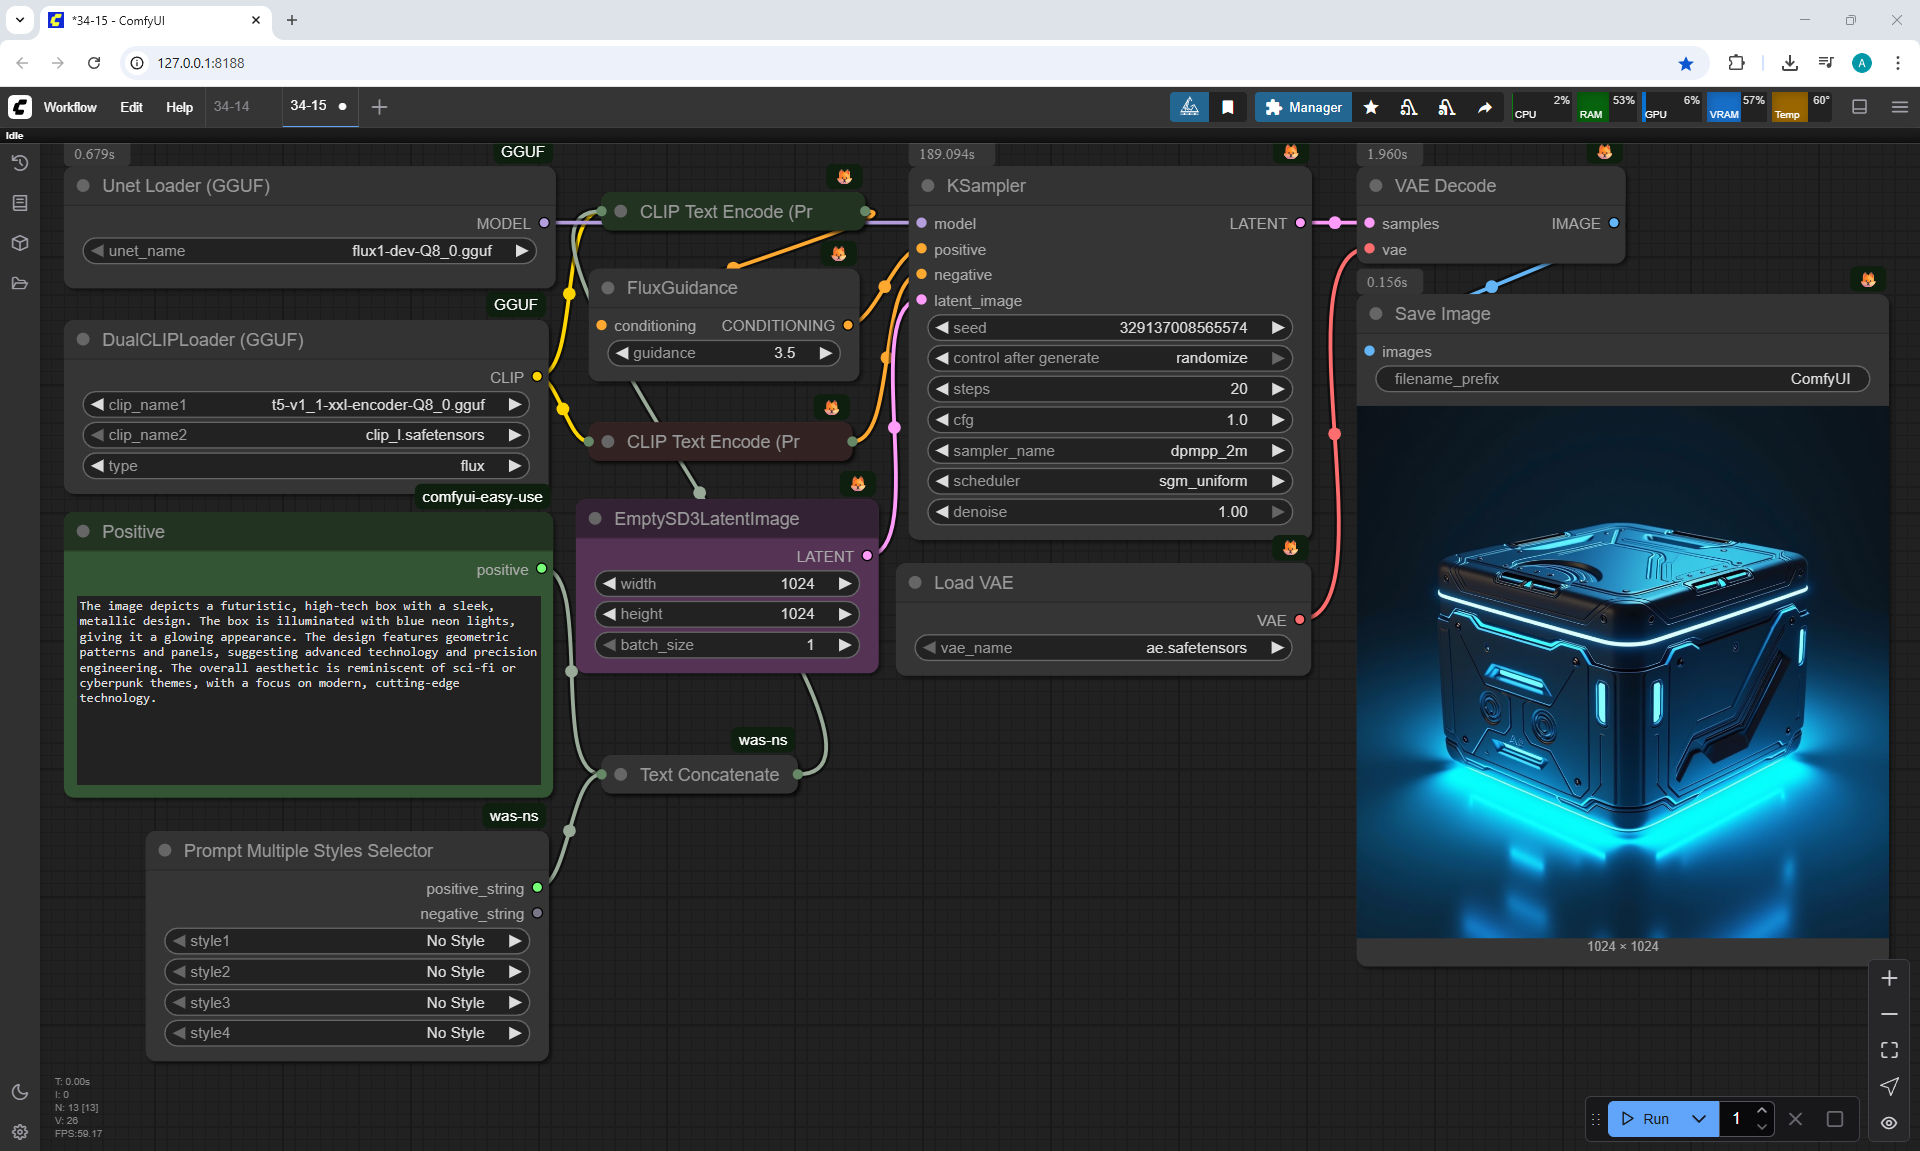 *34-15 - ComfyUI
127.0.0.1:8188
A
Workflow
Edit
Help
34-14
34-15
Manager
CPU
2%
RAM
53%
GPU
6%
VRAM
57%
Temp
60°
Idle
0.679s
GGUF
Unet Loader (GGUF)
MODEL
unet_name
flux1-dev-Q8_0.gguf
GGUF
DualCLIPLoader (GGUF)
CLIP
clip_name1
t5-v1_1-xxl-encoder-Q8_0.gguf
clip_name2
clip_l.safetensors
type
flux
comfyui-easy-use
Positive
positive
The image depicts a futuristic, high-tech box with a sleek,
metallic design. The box is illuminated with blue neon lights,
giving it a glowing appearance. The design features geometric
patterns and panels, suggesting advanced technology and precision
engineering. The overall aesthetic is reminiscent of sci-fi or
cyberpunk themes, with a focus on modern, cutting-edge
technology.
was-ns
Prompt Multiple Styles Selector
positive_string
negative_string
style1
No Style
style2
No Style
style3
No Style
style4
No Style
CLIP Text Encode (Pr
FluxGuidance
conditioning
CONDITIONING
guidance
3.5
CLIP Text Encode (Pr
EmptySD3LatentImage
LATENT
width
1024
height
1024
batch_size
1
was-ns
Text Concatenate
189.094s
KSampler
model
LATENT
positive
negative
latent_image
seed
329137008565574
control after generate
randomize
steps
20
cfg
1.0
sampler_name
dpmpp_2m
scheduler
sgm_uniform
denoise
1.00
Load VAE
VAE
vae_name
ae.safetensors
1.960s
VAE Decode
samples
IMAGE
vae
0.156s
Save Image
images
filename_prefix
ComfyUI
1024 × 1024
T: 0.00s
I: 0
N: 13 [13]
V: 26
FPS:59.17
Run
1